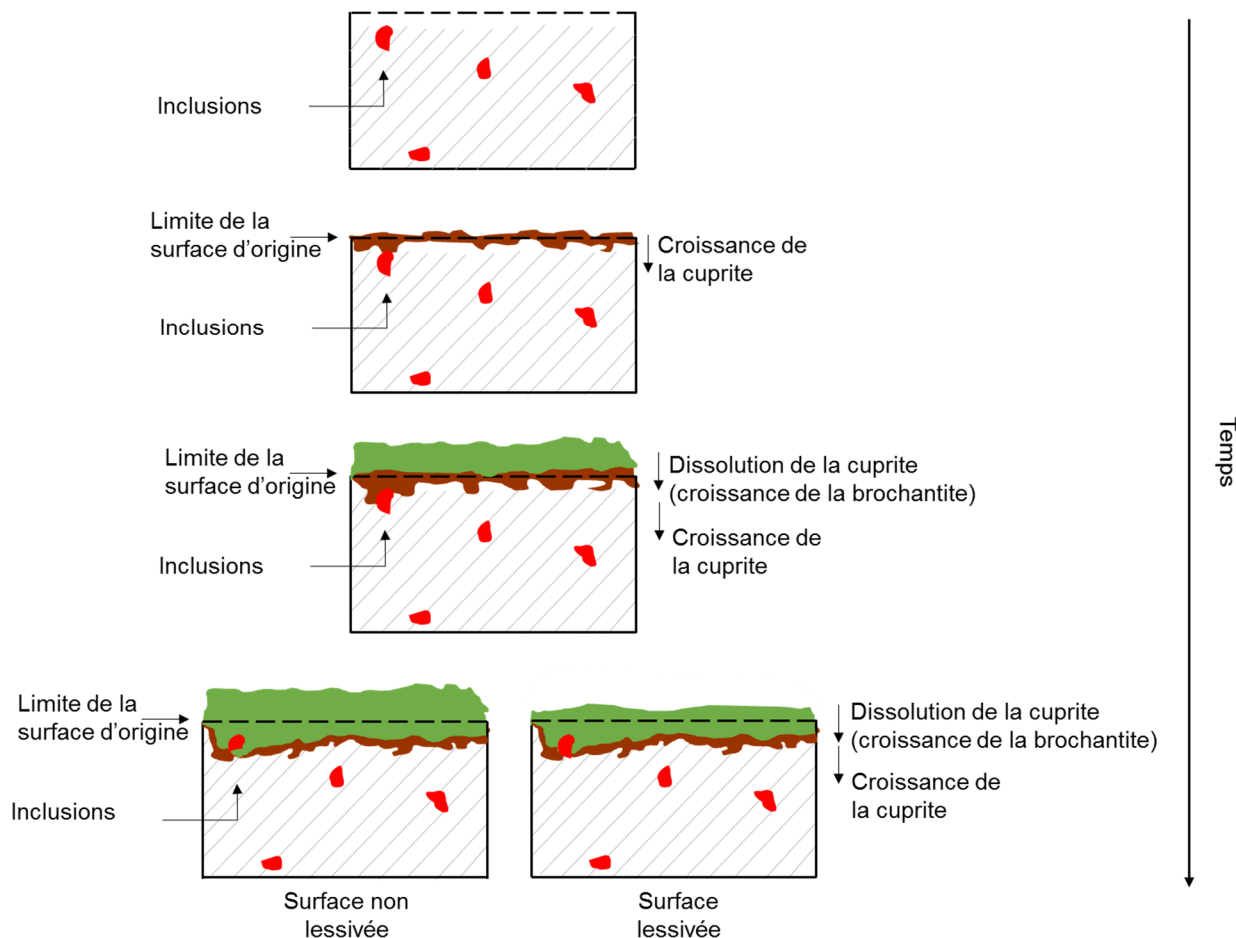 Inclusions
Limite de la
surface d'origine
Croissance de
la cuprite
Inclusions
Temps
Limite de la
surface d'origine
Dissolution de la cuprite
(croissance de la brochantite)
Croissance de
la cuprite
Inclusions
Limite de la
surface d'origine
Dissolution de la cuprite
(croissance de la brochantite)
Croissance de
la cuprite
Inclusions
Surface non
lessivée
Surface
lessivée